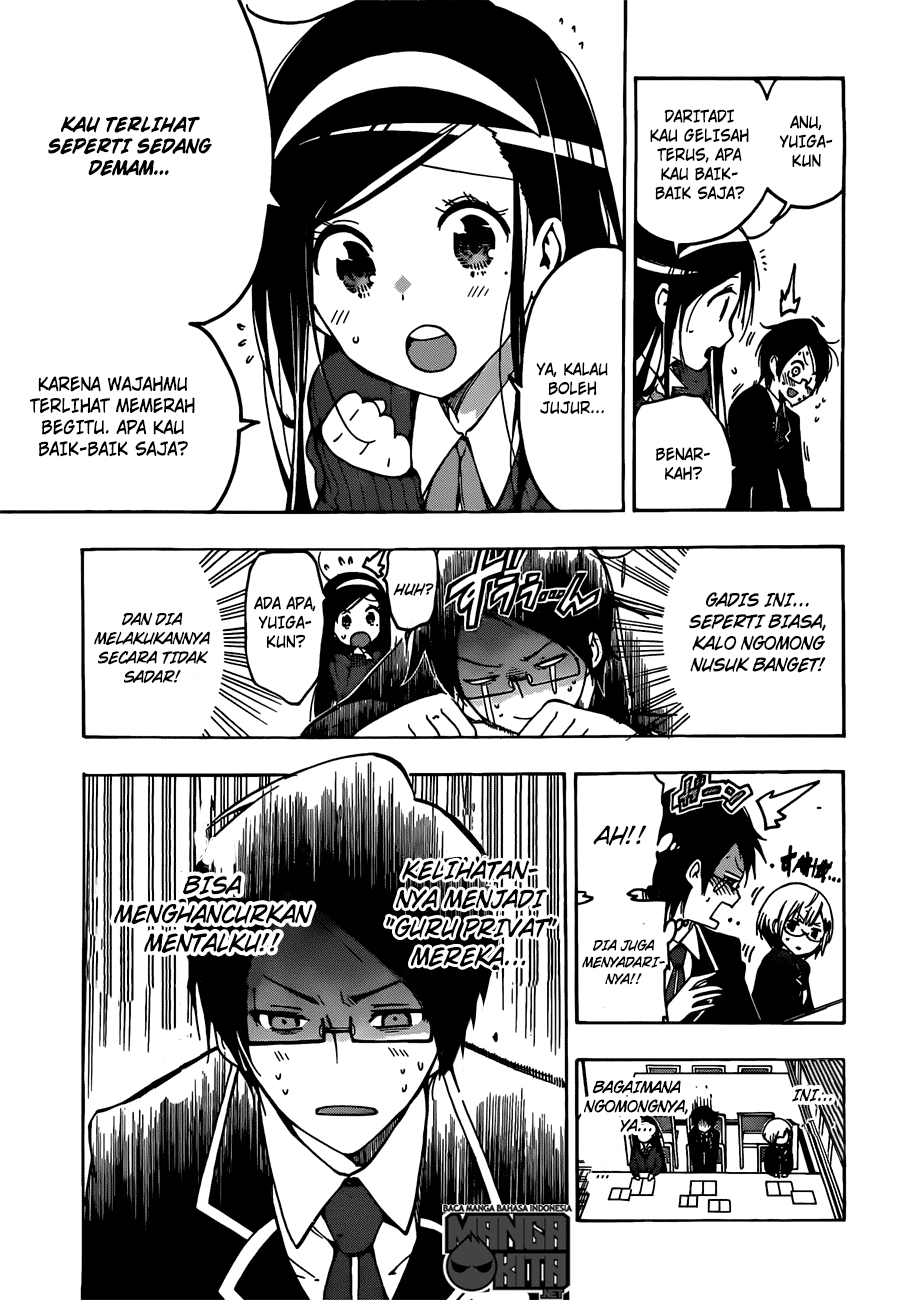 ANU,
YUIGA-
KUN
DARITADI
KAU GELISAH
TERUS, APA
KAU BAIK-
BAIK SAJA?
BENAR-
KAH?
YA, KALAU
BOLEH
JUJUR...
KAU TERLIHAT
SEPERTI SEDANG
DEMAM...
KARENA WAJAHMU
TERLIHAT MEMERAH
BEGITU. APA KAU
BAIK-BAIK SAJA?
GADIS INI...
SEPERTI BIASA,
KALO NGOMONG
NUSUK BANGET!
HUH?
ADA APA,
YUIGA-
KUN?
DAN DIA
MELAKUKANNYA
SECARA TIDAK
SADAR!
ガーン
AH!!
DIA JUGA
MENYADARI-
NYA!!
INI...
BAGAIMANA
NGOMONGNYA,
YA...
...
KELIHATAN-
NYA MENJADI
"GURU PRIVAT"
MEREKA...
BISA
MENGHANCURKAN
MENTALKU!!
BACA MANGA BAHASA INDONESIA
MANGA
KITA
.NET